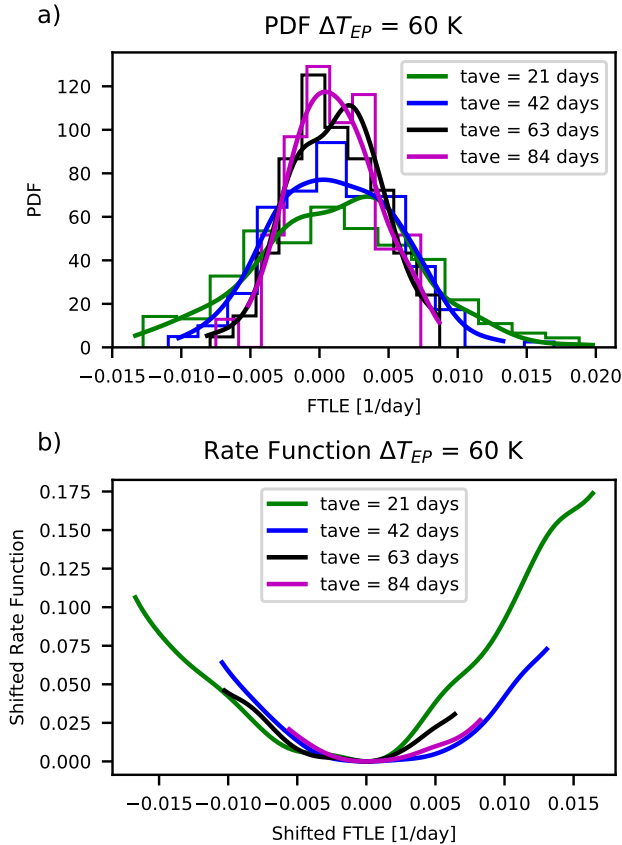 a)
PDF ΔT_EP = 60 K
120
100
80
60
40
20
0
PDF
tave = 21 days
tave = 42 days
tave = 63 days
tave = 84 days
−0.015 −0.010 −0.005 0.000 0.005 0.010 0.015 0.020
FTLE [1/day]
b)
Rate Function ΔT_EP = 60 K
0.175
0.150
0.125
0.100
0.075
0.050
0.025
0.000
Shifted Rate Function
tave = 21 days
tave = 42 days
tave = 63 days
tave = 84 days
−0.015 −0.010 −0.005 0.000 0.005 0.010 0.015
Shifted FTLE [1/day]